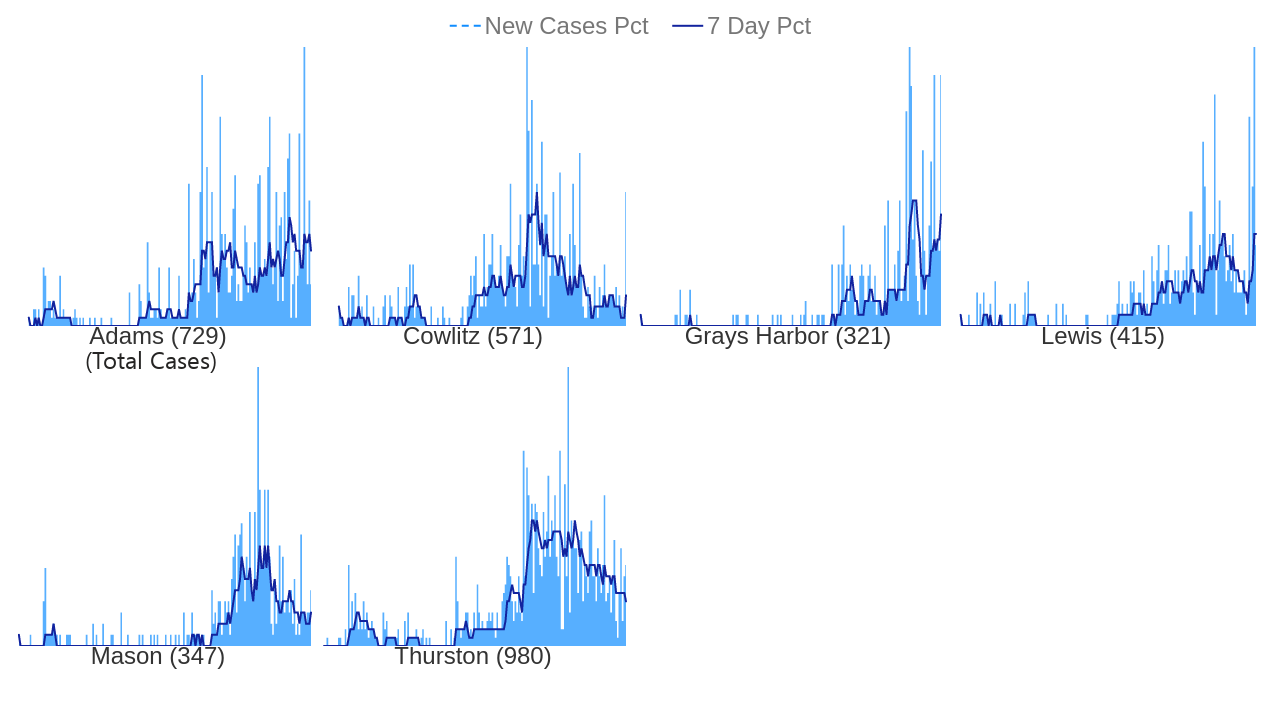 New Cases Pct 7 Day Pct
Adams (729)
(Total Cases)
Cowlitz (571)
Grays Harbor (321)
Lewis (415)
Mason (347)
Thurston (980)